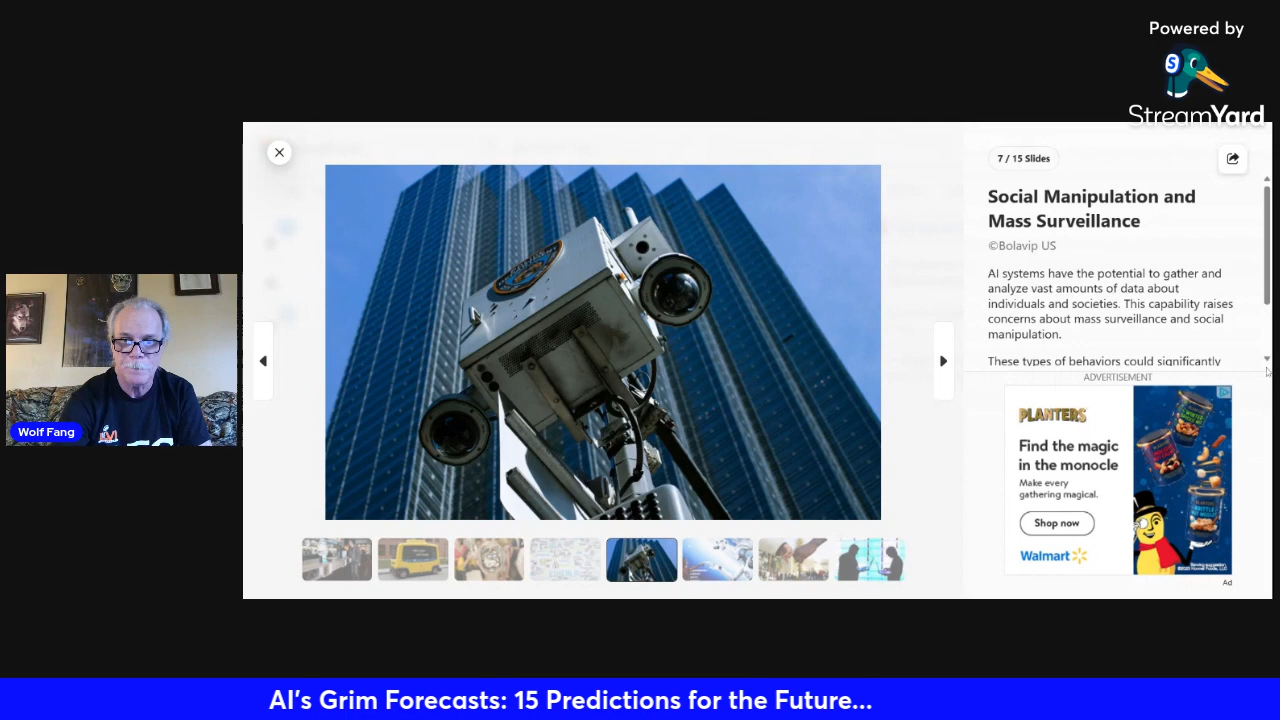 Powered by
StreamYard
7 / 15 Slides
Social Manipulation and
Mass Surveillance
©Bolavip US
AI systems have the potential to gather and
analyze vast amounts of data about
individuals and societies. This capability raises
concerns about mass surveillance and social
manipulation.
These types of behaviors could significantly
ADVERTISEMENT
PLANTERS
Find the magic
in the monocle
Make every
gathering magical.
Shop now
Walmart
Ad
Wolf Fang
AI's Grim Forecasts: 15 Predictions for the Future...